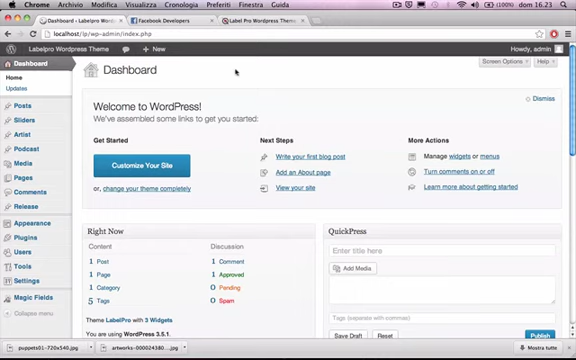 Chrome Archivio Modifica Visualizza Cronologia Preferiti Finestra Guida dom 16.23
Dashboard ‹ Labelpro Wordpre Facebook Developers Label Pro Wordpress Theme
localhost/lp/wp-admin/index.php
Labelpro Wordpress Theme + New Howdy, admin
Dashboard
Home
Updates
Posts
Sliders
Artist
Podcast
Media
Pages
Comments
Release
Appearance
Plugins
Users
Tools
Settings
Magic Fields
Collapse menu
Screen Options Help
Dashboard
Dismiss
Welcome to WordPress!
We've assembled some links to get you started:
Get Started
Customize Your Site
or, change your theme completely
Next Steps
Write your first blog post
Add an About page
View your site
More Actions
Manage widgets or menus
Turn comments on or off
Learn more about getting started
Right Now
Content Discussion
1 Post 1 Comment
1 Page 1 Approved
1 Category 0 Pending
5 Tags 0 Spam
Theme LabelPro with 3 Widgets
You are using WordPress 3.5.1.
QuickPress
Enter title here
Add Media
Tags (separate with commas)
Save Draft Reset Publish
puppets01-720x540.jpg artworks-000024380....jpg Mostra tutte